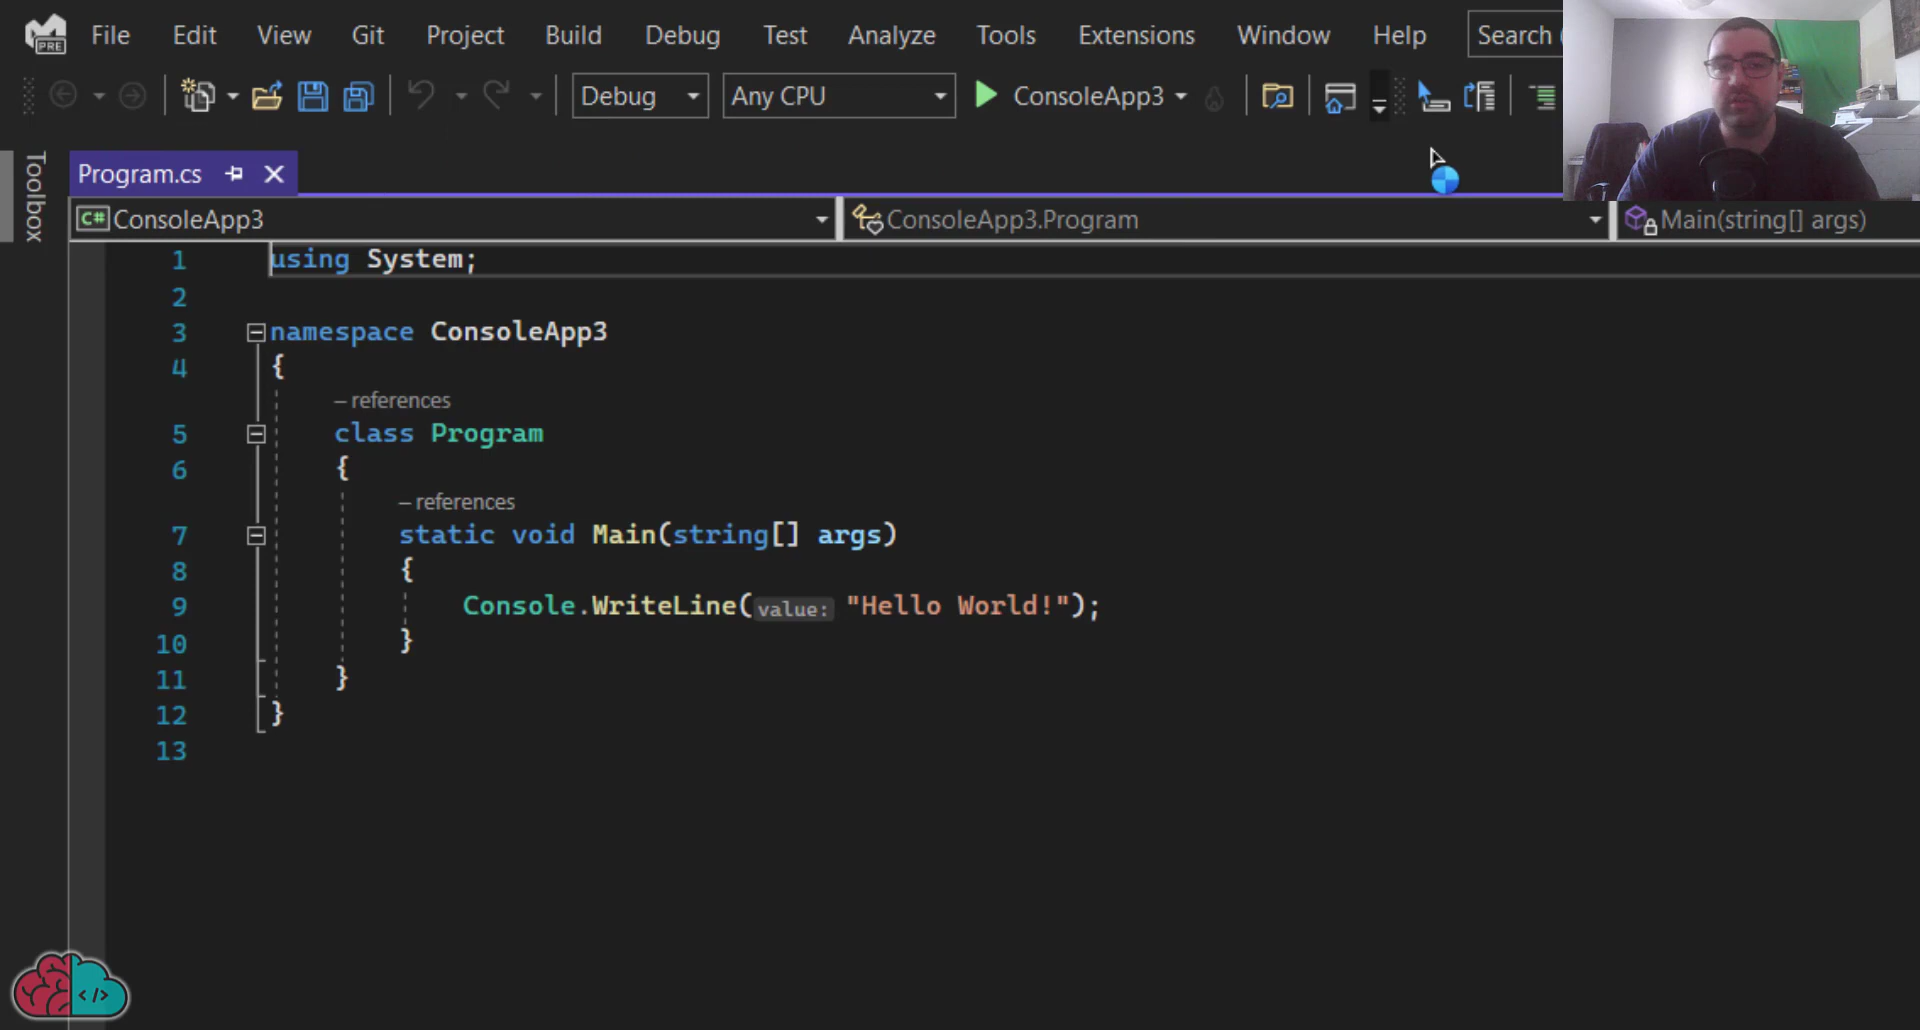 PRE File Edit View Git Project Build Debug Test Analyze Tools Extensions Window Help Search
Debug Any CPU ConsoleApp3
Toolbox
Program.cs
C# ConsoleApp3 ConsoleApp3.Program Main(string[] args)
1 using System;
2
3 namespace ConsoleApp3
4 {
– references
5 class Program
6 {
– references
7 static void Main(string[] args)
8 {
9 Console.WriteLine(value: "Hello World!");
10 }
11 }
12 }
13
</>